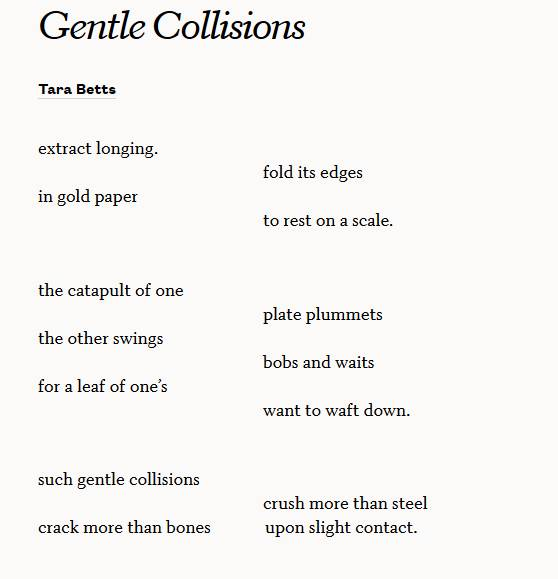 Gentle Collisions
Tara Betts
extract longing.
fold its edges
in gold paper
to rest on a scale.
the catapult of one
plate plummets
the other swings
bobs and waits
for a leaf of one’s
want to waft down.
such gentle collisions
crush more than steel
crack more than bones upon slight contact.